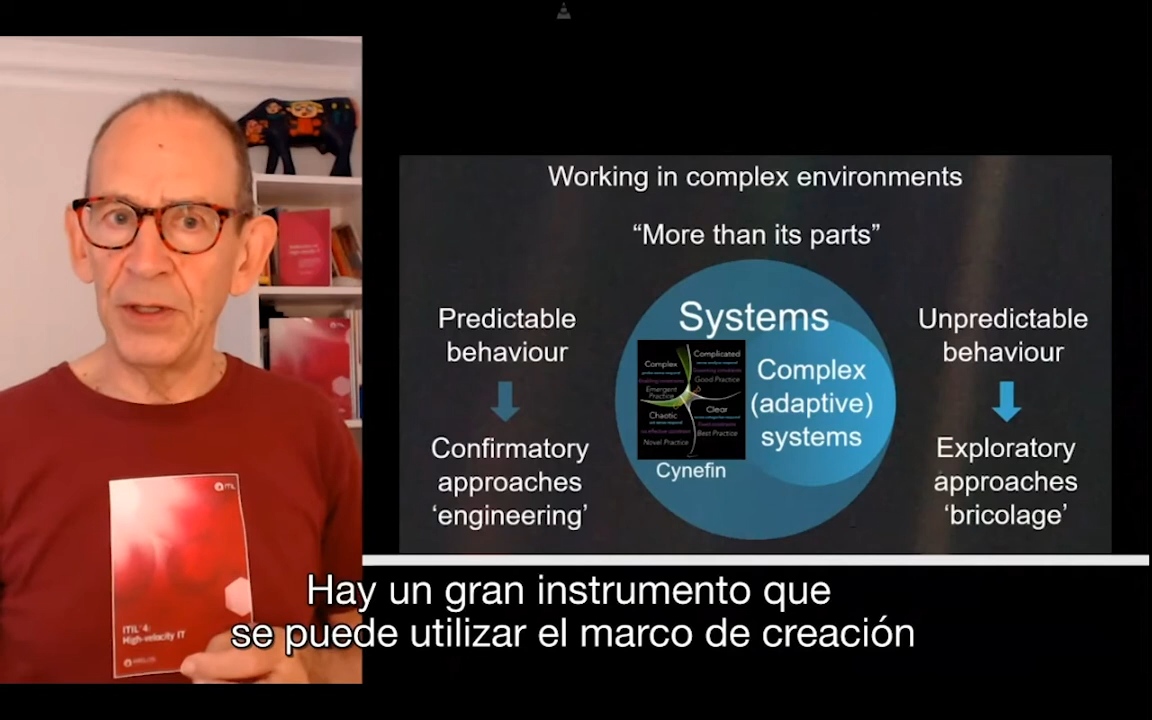 Working in complex environments
“More than its parts”
Predictable
behaviour
Confirmatory
approaches
‘engineering’
Systems
Complex
Complicated
Good Practice
Emergent
Practice
Chaotic
Clear
Novel Practice
Best Practice
Cynefin
Complex
(adaptive)
systems
Unpredictable
behaviour
Exploratory
approaches
‘bricolage’
ITIL
ITIL 4:
High-velocity IT
Hay un gran instrumento que
se puede utilizar el marco de creación